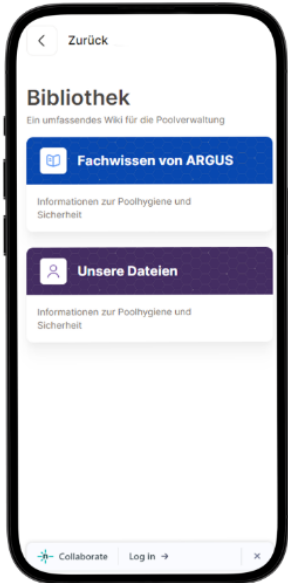 Zurück
Bibliothek
Ein umfassendes Wiki für die Poolverwaltung
Fachwissen von ARGUS
Informationen zur Poolhygiene und
Sicherheit
Unsere Dateien
Informationen zur Poolhygiene und
Sicherheit
Collaborate Log in →